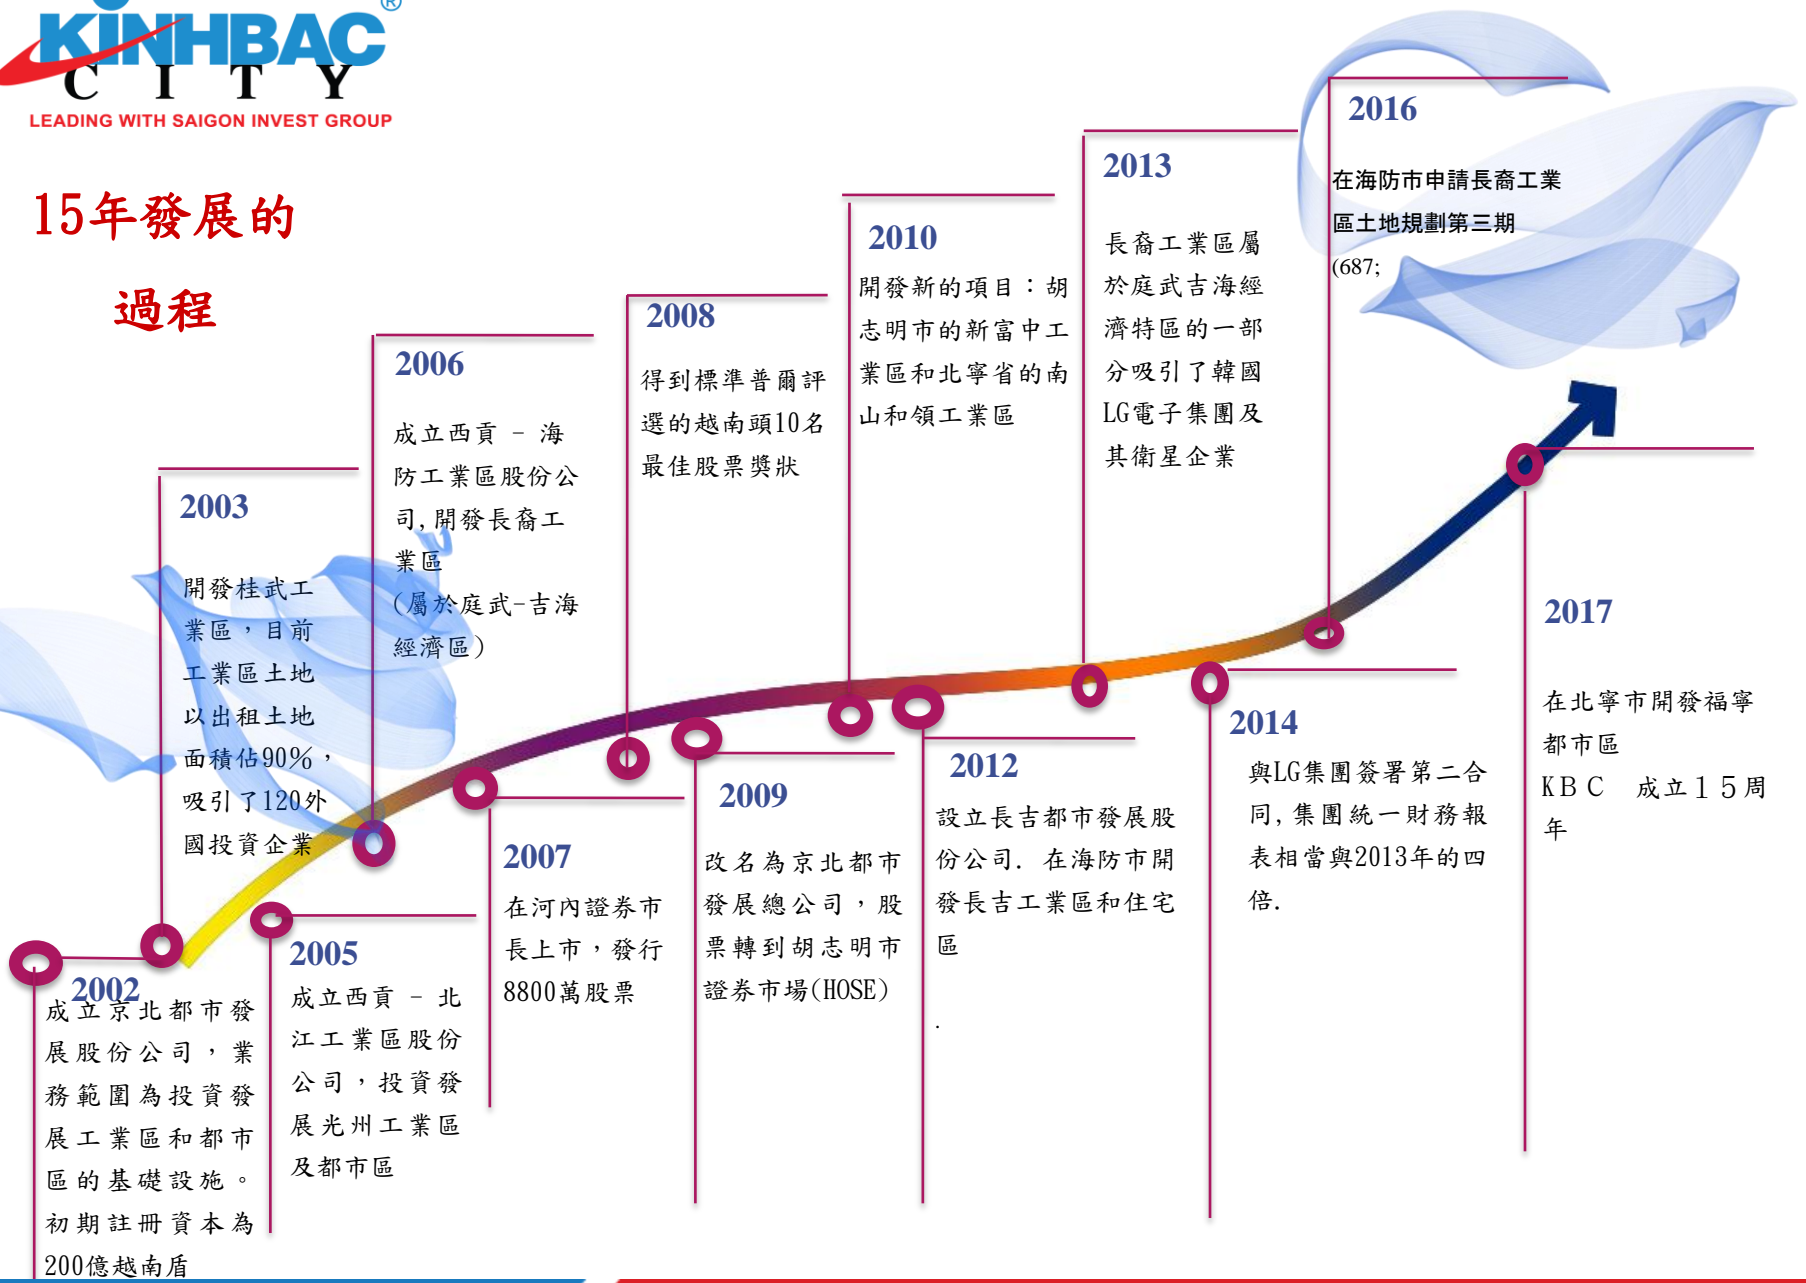 KINHBAC®
CITY
LEADING WITH SAIGON INVEST GROUP
15年發展的
過程
2002
成立京北都市發
展股份公司，業
務範圍為投資發
展工業區和都市
區的基礎設施。
初期註冊資本為
200億越南盾
2003
開發桂武工
業區，目前
工業區土地
以出租土地
面積佔90%，
吸引了120外
國投資企業
2005
成立西貢 - 北
江工業區股份
公司，投資發
展光州工業區
及都市區
2006
成立西貢 - 海
防工業區股份公
司,開發長裔工
業區
(屬於庭武-吉海
經濟區)
2007
在河內證券市
長上市，發行
8800萬股票
2008
得到標準普爾評
選的越南頭10名
最佳股票獎狀
2009
改名為京北都市
發展總公司，股
票轉到胡志明市
證券市場(HOSE)
2010
開發新的項目：胡
志明市的新富中工
業區和北寧省的南
山和領工業區
2012
設立長吉都市發展股
份公司. 在海防市開
發長吉工業區和住宅
區
.
2013
長裔工業區屬
於庭武吉海經
濟特區的一部
分吸引了韓國
LG電子集團及
其衛星企業
2014
與LG集團簽署第二合
同,集團統一財務報
表相當與2013年的四
倍.
2016
在海防市申請長裔工業
區土地規劃第三期
(687;
2017
在北寧市開發福寧
都市區
KＢＣ　成立１５周
年